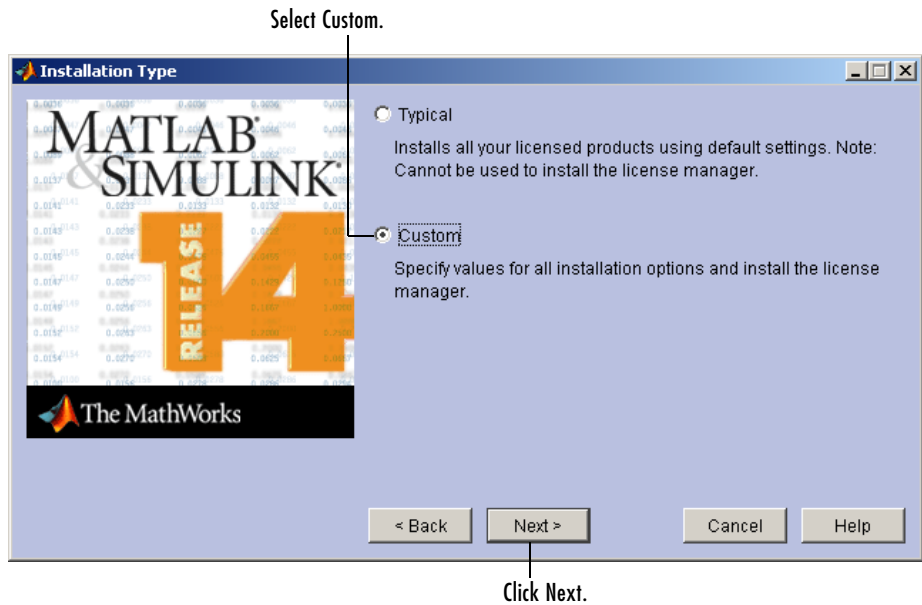 Select Custom.
Installation Type
MATLAB®
& SIMULINK®
RELEASE 14
The MathWorks
Typical
Installs all your licensed products using default settings. Note:
Cannot be used to install the license manager.
Custom
Specify values for all installation options and install the license
manager.
< Back
Next >
Cancel
Help
Click Next.